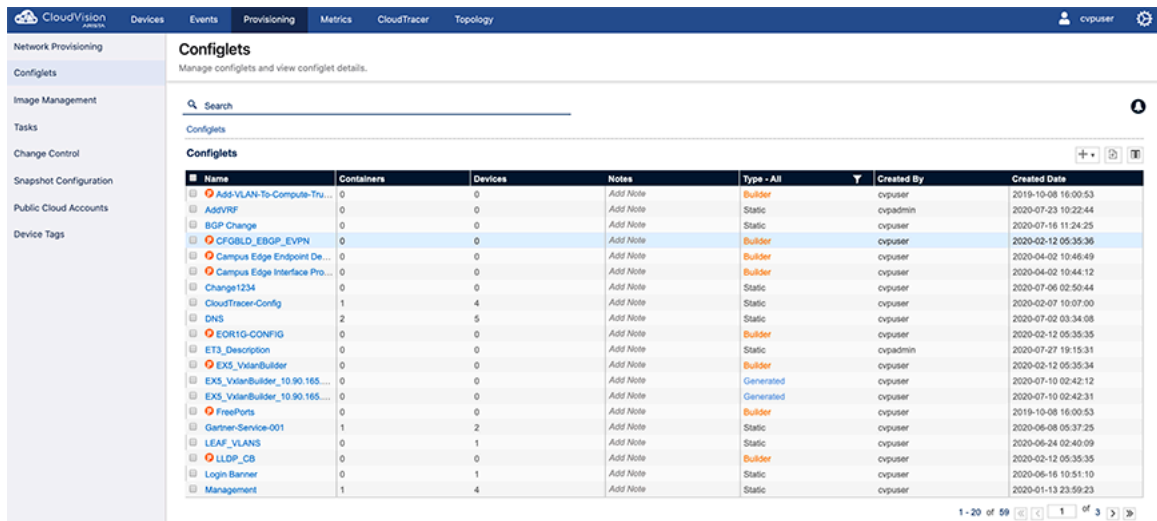 CloudVision Devices Events Provisioning Metrics CloudTracer Topology cvpuser
ARISTA
Network Provisioning
Configlets
Image Management
Tasks
Change Control
Snapshot Configuration
Public Cloud Accounts
Device Tags
Configlets
Manage configlets and view configlet details.
Search
Configlets
Configlets
Name Containers Devices Notes Type - All Created By Created Date
Add-VLAN-To-Compute-Tru... 0 0 Add Note Builder cvpuser 2019-10-08 16:00:53
AddVRF 0 0 Add Note Static cvpadmin 2020-07-23 10:22:44
BGP Change 0 0 Add Note Static cvpuser 2020-07-16 11:24:25
CFGBLD_EBGP_EVPN 0 0 Add Note Builder cvpuser 2020-02-12 05:35:36
Campus Edge Endpoint De... 0 0 Add Note Builder cvpuser 2020-04-02 10:46:49
Campus Edge Interface Pro... 0 0 Add Note Builder cvpuser 2020-04-02 10:44:12
Change1234 0 0 Add Note Static cvpuser 2020-07-06 02:50:44
CloudTracer-Config 1 4 Add Note Static cvpuser 2020-02-07 10:07:00
DNS 2 5 Add Note Static cvpuser 2020-07-02 03:34:08
EOR1G-CONFIG 0 0 Add Note Builder cvpuser 2020-02-12 05:35:35
ET3_Description 0 0 Add Note Static cvpadmin 2020-07-27 19:15:31
EX5_VxlanBuilder 0 0 Add Note Builder cvpuser 2020-02-12 05:35:34
EX5_VxlanBuilder_10.90.165.... 0 0 Add Note Generated cvpuser 2020-07-10 02:42:12
EX5_VxlanBuilder_10.90.165.... 0 0 Add Note Generated cvpuser 2020-07-10 02:42:31
FreePorts 0 0 Add Note Builder cvpuser 2019-10-08 16:00:53
Gartner-Service-001 1 2 Add Note Static cvpuser 2020-06-08 05:37:25
LEAF_VLANS 0 1 Add Note Static cvpuser 2020-06-24 02:40:09
LLDP_CB 0 0 Add Note Builder cvpuser 2020-02-12 05:35:35
Login Banner 0 1 Add Note Static cvpuser 2020-06-16 10:51:10
Management 1 4 Add Note Static cvpuser 2020-01-13 23:59:23
1 - 20 of 59 1 of 3